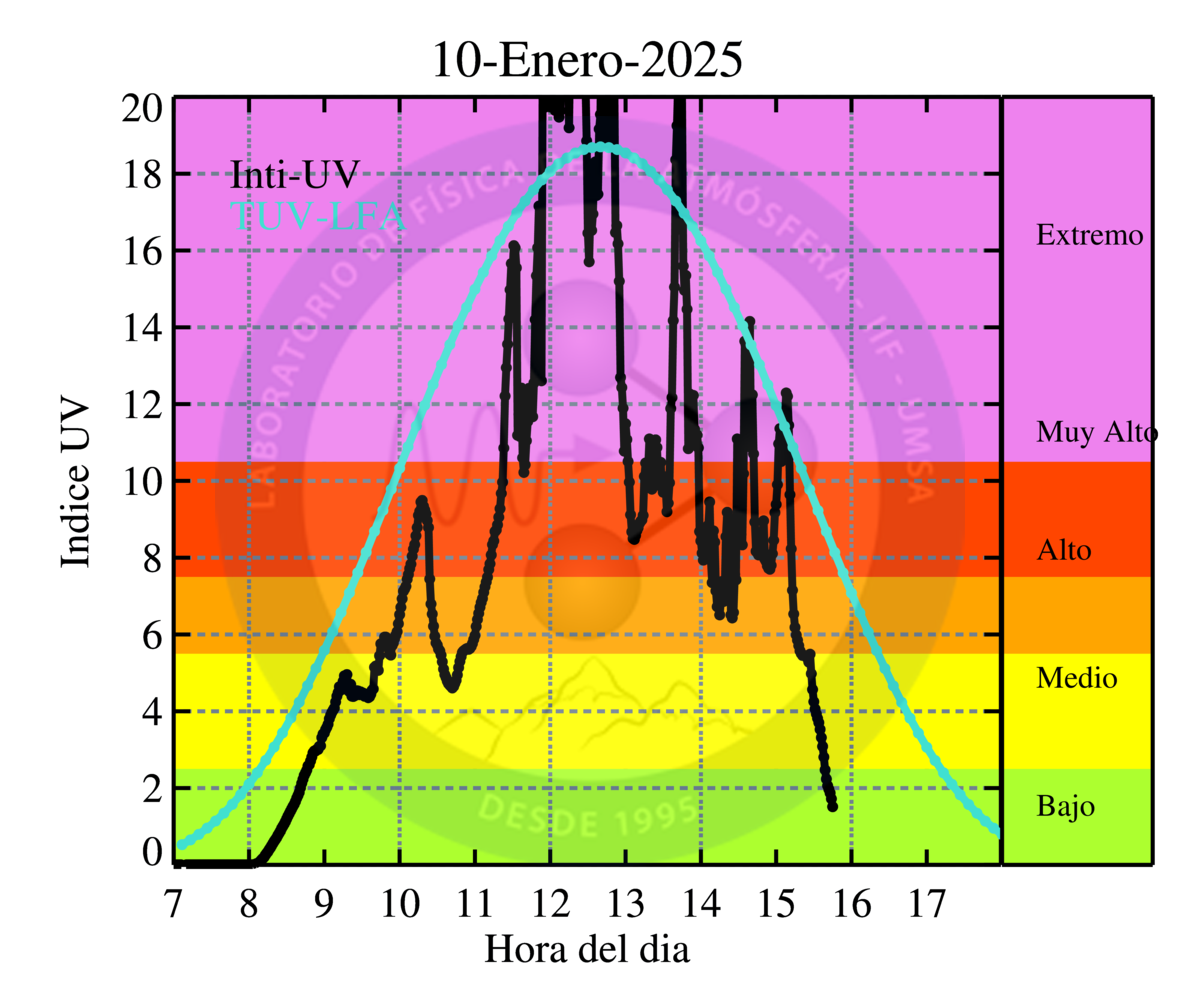 10-Enero-2025
Inti-UV
TUV-LFA
LABORATORIO DE FÍSICA DE LA ATMÓSFERA - IIF - UMSA
DESDE 1995
Indice UV
20
18
16
14
12
10
8
6
4
2
0
Extremo
Muy Alto
Alto
Medio
Bajo
7 8 9 10 11 12 13 14 15 16 17
Hora del dia